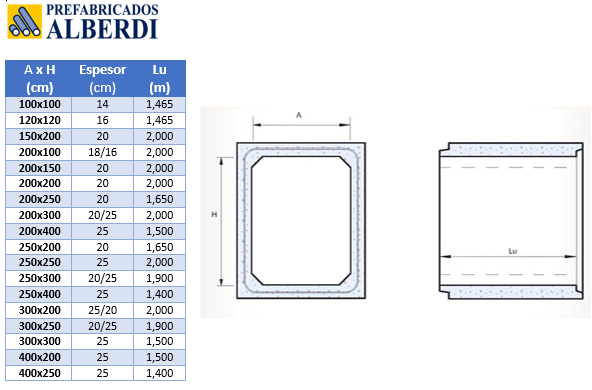 PREFABRICADOS
ALBERDI
A x H Espesor Lu
(cm) (cm) (m)
100x100 14 1,465
120x120 16 1,465
150x200 20 2,000
200x100 18/16 2,000
200x150 20 2,000
200x200 20 2,000
200x250 20 1,650
200x300 20/25 2,000
200x400 25 1,500
250x200 20 1,650
250x250 25 2,000
250x300 20/25 1,900
250x400 25 1,400
300x200 25/20 2,000
300x250 20/25 1,900
300x300 25 1,500
400x200 25 1,500
400x250 25 1,400
A
H
Lu